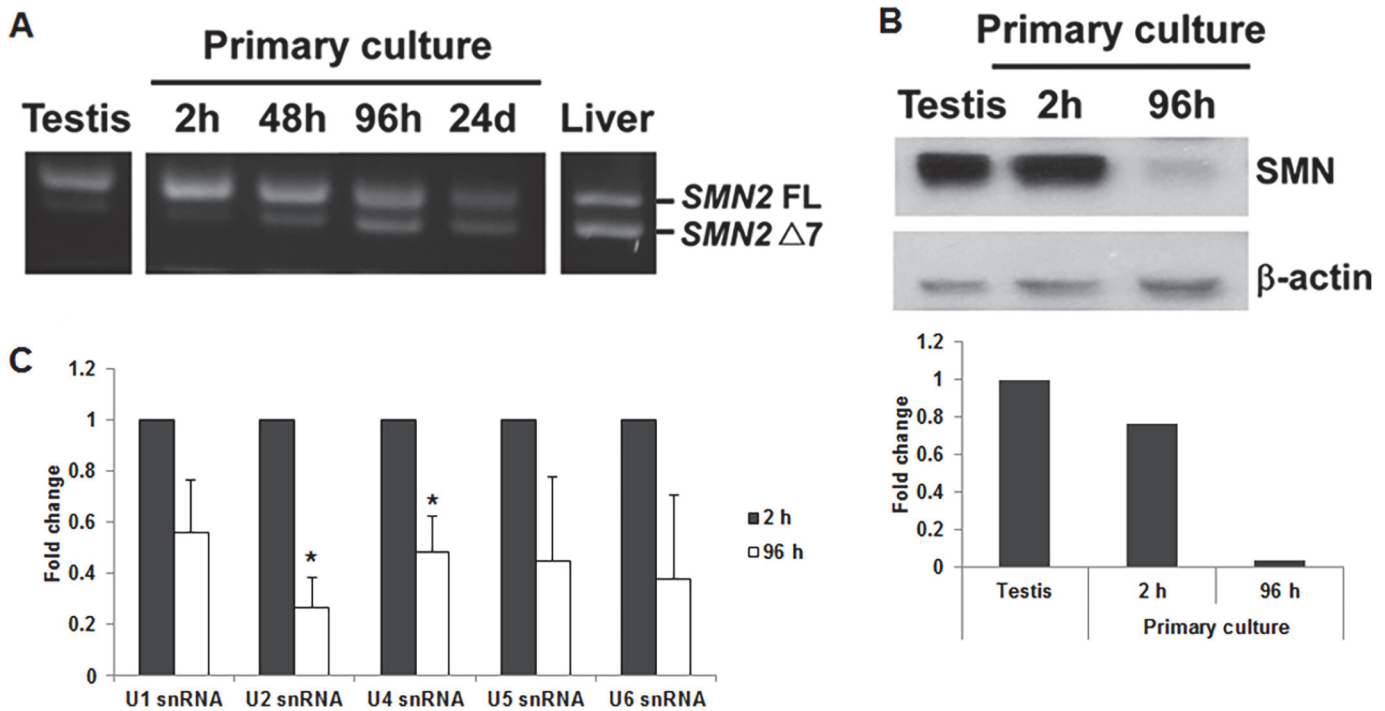 A
Primary culture
Testis 2h 48h 96h 24d Liver
SMN2 FL
SMN2 △7
B
Primary culture
Testis 2h 96h
SMN
β-actin
1.2
1
0.8
0.6
0.4
0.2
0
Fold change
Testis 2 h 96 h
Primary culture
C
1.2
1
0.8
0.6
0.4
0.2
0
Fold change
* *
2 h
96 h
U1 snRNA U2 snRNA U4 snRNA U5 snRNA U6 snRNA